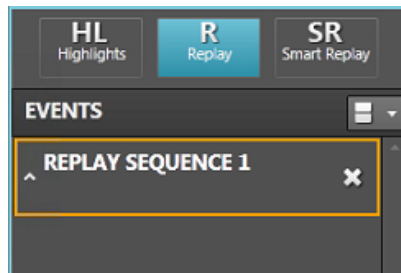 HL R SR
Highlights Replay Smart Replay
EVENTS
REPLAY SEQUENCE 1